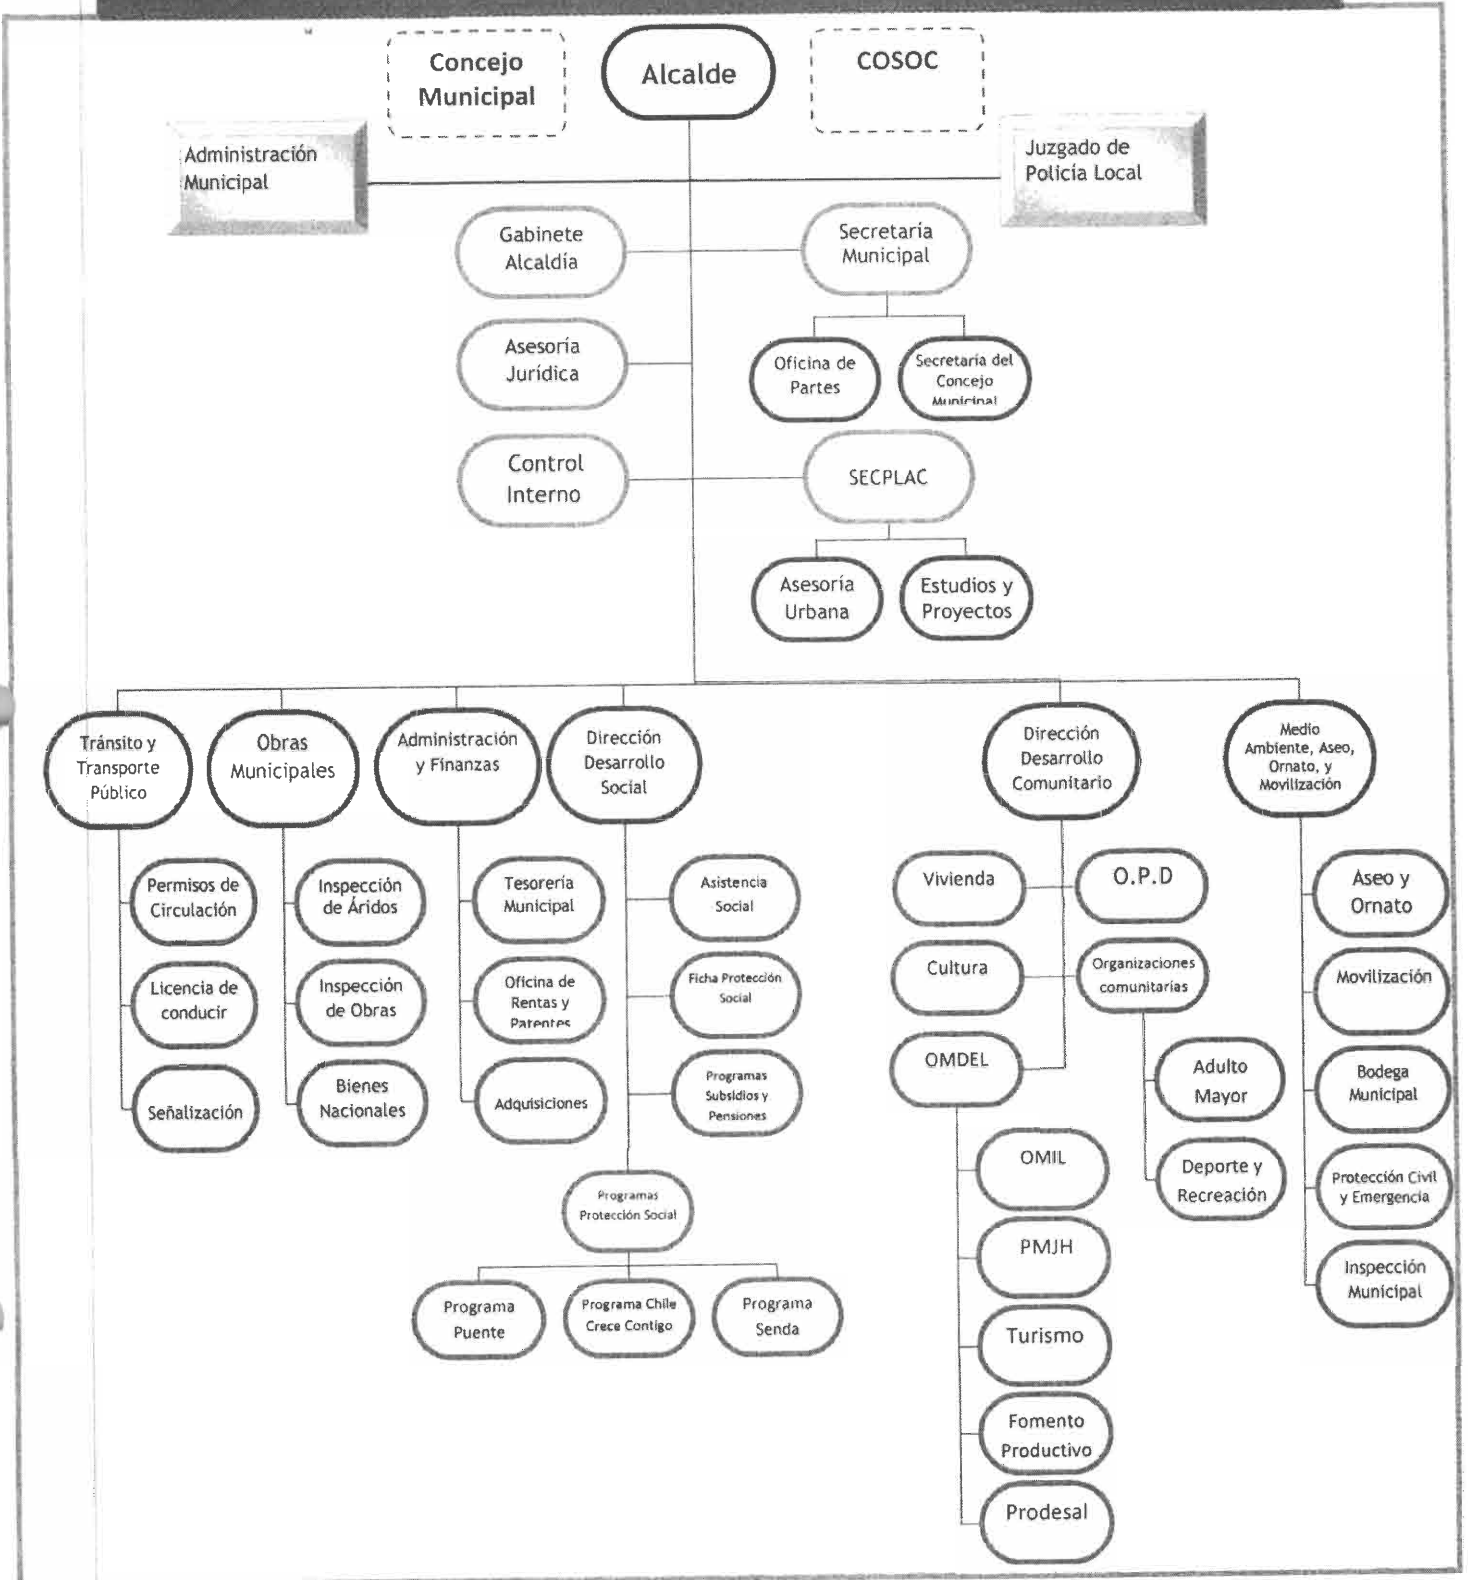 Concejo
Municipal
Alcalde
COSOC
Administración
Municipal
Juzgado de
Policía Local
Gabinete
Alcaldía
Secretaría
Municipal
Asesoría
Jurídica
Oficina de
Partes
Secretaría del
Concejo
Municipal
Control
Interno
SECPLAC
Asesoría
Urbana
Estudios y
Proyectos
Tránsito y
Transporte
Público
Obras
Municipales
Administración
y Finanzas
Dirección
Desarrollo
Social
Dirección
Desarrollo
Comunitario
Medio
Ambiente, Aseo,
Ornato, y
Movilización
Permisos de
Circulación
Licencia de
conducir
Señalización
Inspección
de Áridos
Inspección
de Obras
Bienes
Nacionales
Tesorería
Municipal
Oficina de
Rentas y
Patentes
Adquisiciones
Asistencia
Social
Ficha Protección
Social
Programas
Subsidios y
Pensiones
Programas
Protección Social
Programa
Puente
Programa Chile
Crece Contigo
Programa
Senda
Vivienda
O.P.D
Cultura
Organizaciones
comunitarias
OMDEL
Adulto
Mayor
Deporte y
Recreación
OMIL
PMJH
Turismo
Fomento
Productivo
Prodesal
Aseo y
Ornato
Movilización
Bodega
Municipal
Protección Civil
y Emergencia
Inspección
Municipal